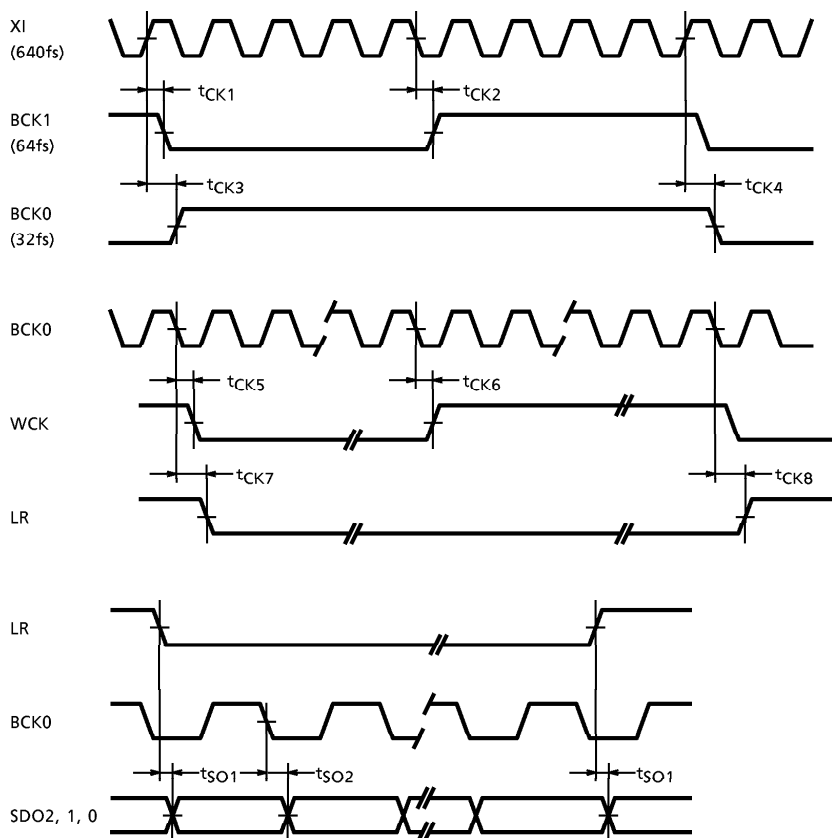 XI
(640fs)
tCK1
tCK2
BCK1
(64fs)
tCK3
tCK4
BCK0
(32fs)
BCK0
tCK5
tCK6
WCK
tCK7
tCK8
LR
LR
BCK0
tSO1
tSO2
tSO1
SDO2, 1, 0